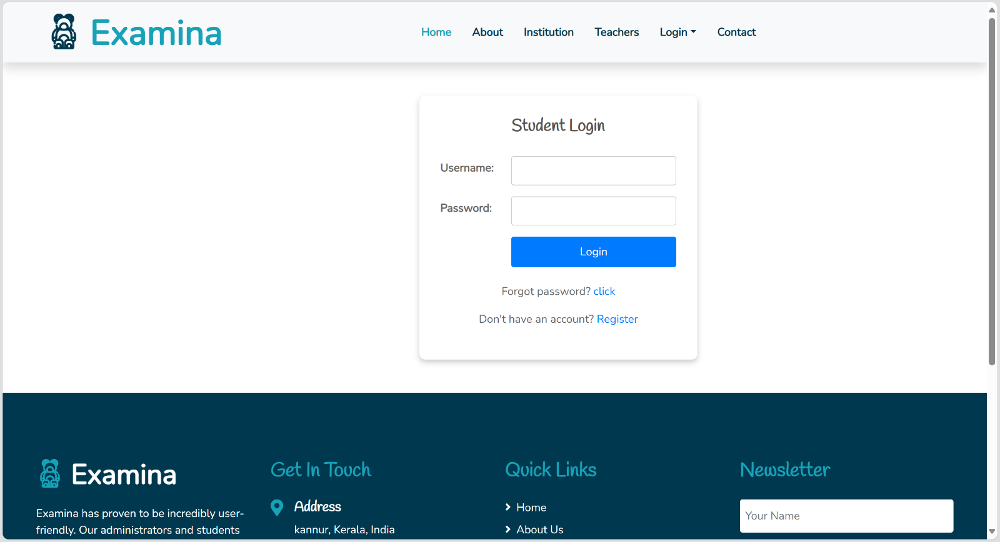 Examina
Home
About
Institution
Teachers
Login
Contact
Student Login
Username:
Password:
Login
Forgot password? click
Don't have an account? Register
Examina
Examina has proven to be incredibly user-
friendly. Our administrators and students
Get In Touch
Address
kannur, Kerala, India
Quick Links
Home
About Us
Newsletter
Your Name